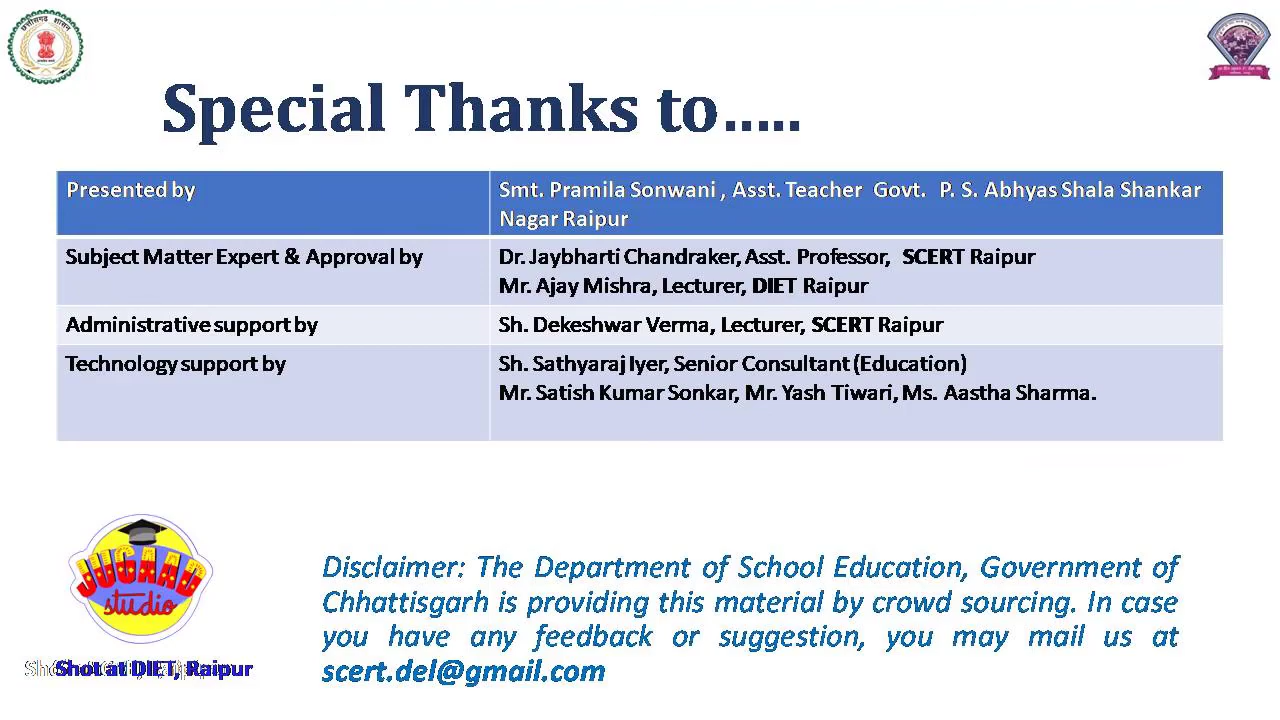 छत्तीसगढ़ शासन
Special Thanks to…..
Presented by
Smt. Pramila Sonwani , Asst. Teacher Govt. P. S. Abhyas Shala Shankar
Nagar Raipur
Subject Matter Expert & Approval by
Dr. Jaybharti Chandraker, Asst. Professor, SCERT Raipur
Mr. Ajay Mishra, Lecturer, DIET Raipur
Administrative support by
Sh. Dekeshwar Verma, Lecturer, SCERT Raipur
Technology support by
Sh. Sathyaraj Iyer, Senior Consultant (Education)
Mr. Satish Kumar Sonkar, Mr. Yash Tiwari, Ms. Aastha Sharma.
JUGAAD
studio
Shot at DIET, Raipur
Disclaimer: The Department of School Education, Government of
Chhattisgarh is providing this material by crowd sourcing. In case
you have any feedback or suggestion, you may mail us at
scert.del@gmail.com